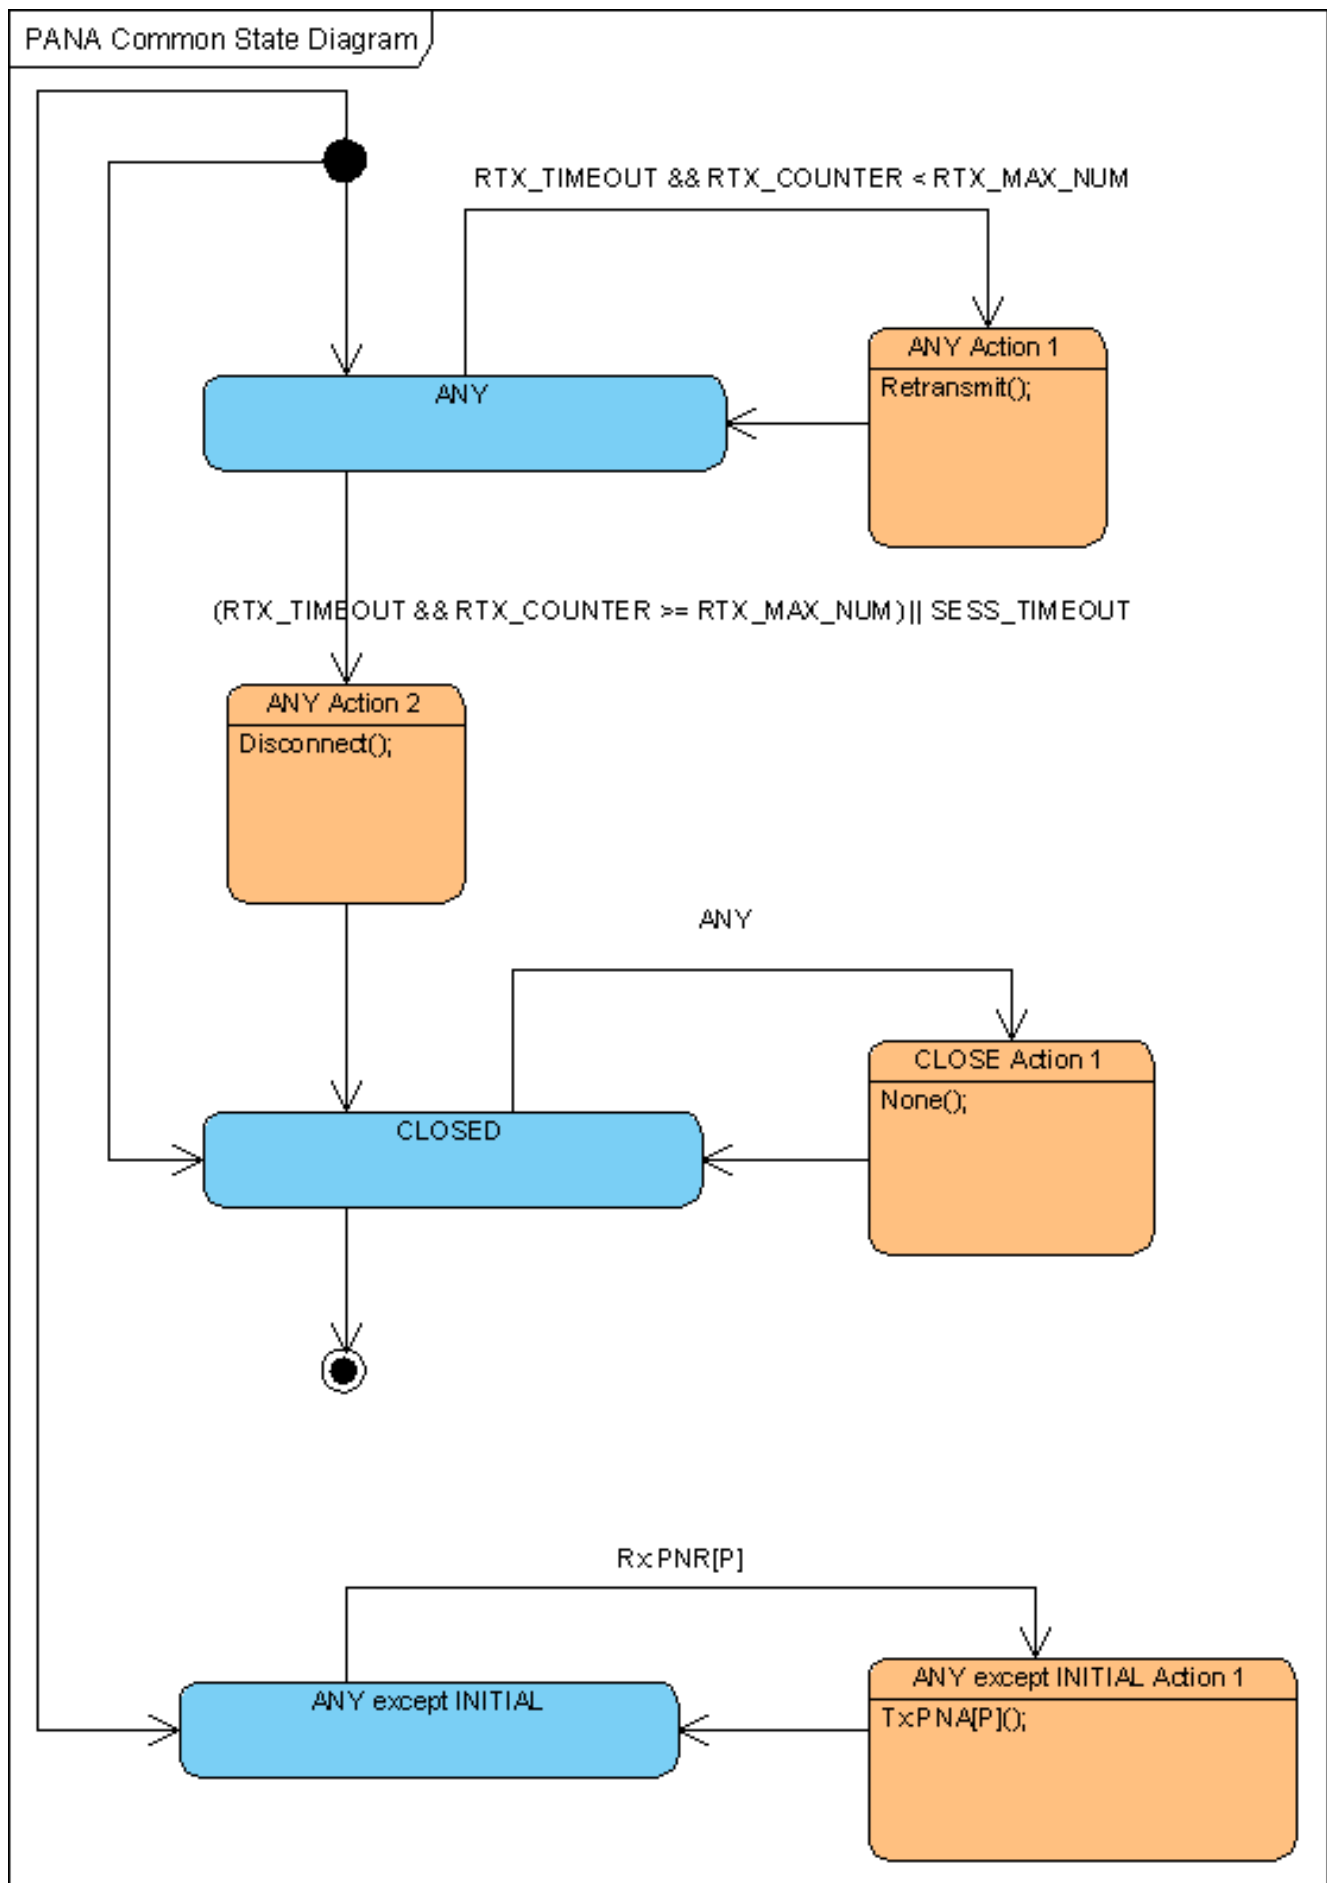 PANA Common State Diagram
RTX_TIMEOUT && RTX_COUNTER < RTX_MAX_NUM
ANY Action 1
Retransmit();
ANY
(RTX_TIMEOUT && RTX_COUNTER >= RTX_MAX_NUM)|| SESS_TIMEOUT
ANY Action 2
Disconnect();
ANY
CLOSE Action 1
None();
CLOSED
RxPNR[P]
ANY except INITIAL Action 1
TxPNA[P]();
ANY except INITIAL